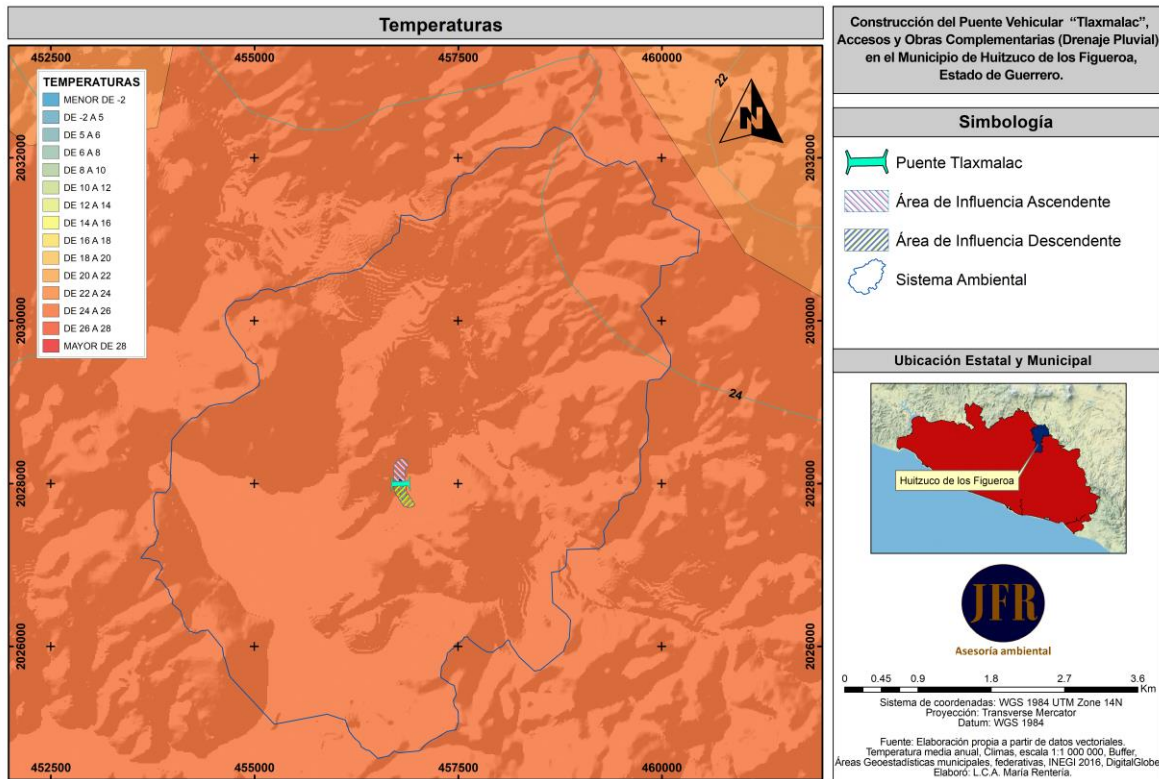 Temperaturas
452500
455000
457500
460000
2032000
2030000
2028000
2026000
TEMPERATURAS
MENOR DE -2
DE -2 A 5
DE 5 A 6
DE 6 A 8
DE 8 A 10
DE 10 A 12
DE 12 A 14
DE 14 A 16
DE 16 A 18
DE 18 A 20
DE 20 A 22
DE 22 A 24
DE 24 A 26
DE 26 A 28
MAYOR DE 28
22
N
24
2032000
2030000
2028000
2026000
452500
455000
457500
460000
Construcción del Puente Vehicular "Tlaxmalac",
Accesos y Obras Complementarias (Drenaje Pluvial)
en el Municipio de Huitzuco de los Figueroa,
Estado de Guerrero.
Simbología
Puente Tlaxmalac
Área de Influencia Ascendente
Área de Influencia Descendente
Sistema Ambiental
Ubicación Estatal y Municipal
Huitzuco de los Figueroa
JFR
Asesoría ambiental
0 0.45 0.9 1.8 2.7 3.6
Km
Sistema de coordenadas: WGS 1984 UTM Zone 14N
Proyección: Transverse Mercator
Datum: WGS 1984
Fuente: Elaboración propia a partir de datos vectoriales.
Temperatura media anual, Climas, escala 1:1 000 000, Buffer,
Áreas Geoestadísticas municipales, federativas, INEGI 2016, DigitalGlobe
Elaboró: L.C.A. María Rentería.